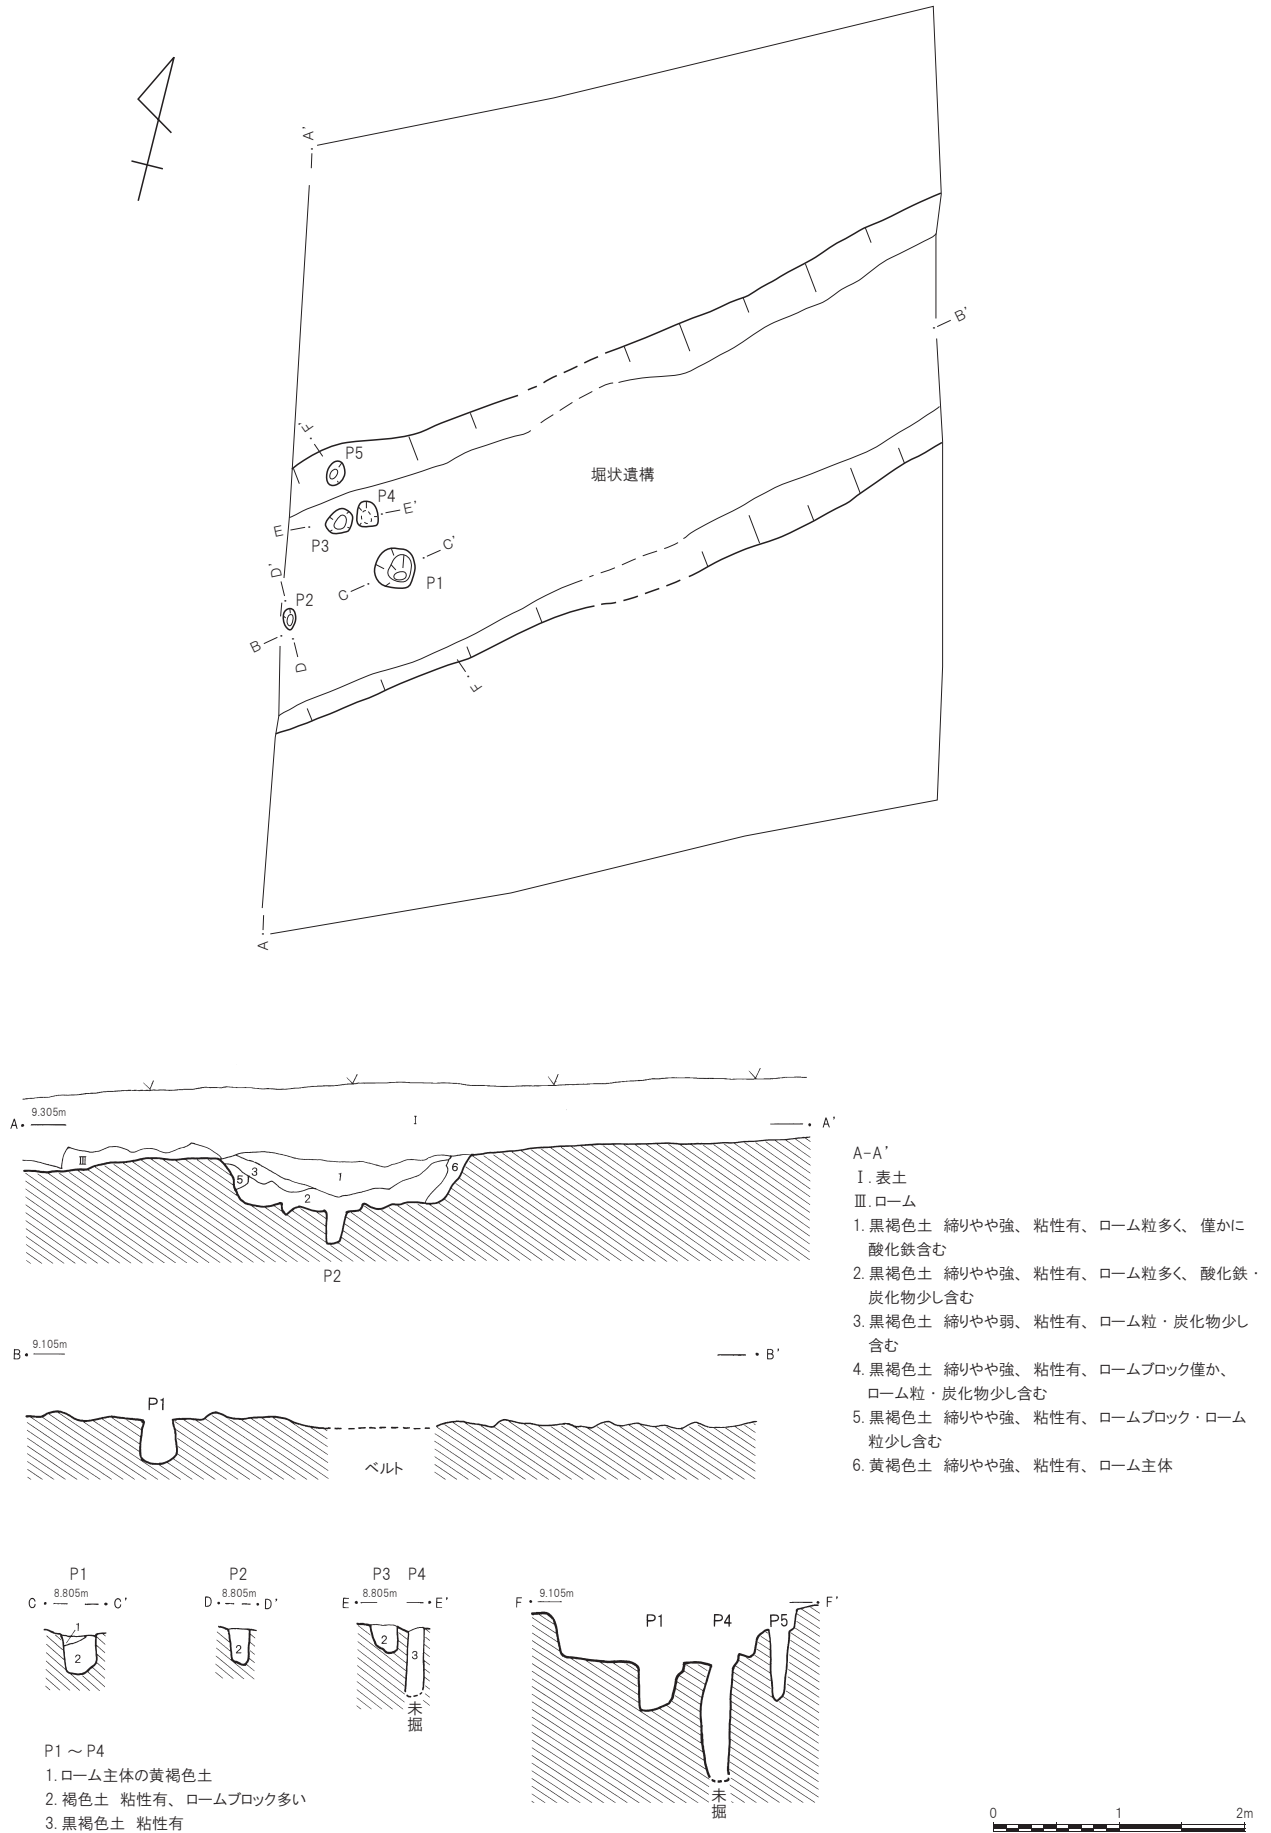 A'
B'
F'
P5
堀状遺構
P4
E
E'
P3
C'
D'
P1
C
P2
B
D
F
A
A 9.305m
Ⅰ
A'
Ⅲ
3
5
1
6
2
P2
A-A'
Ⅰ. 表土
Ⅲ. ローム
1. 黒褐色土 締りやや強、粘性有、ローム粒多く、僅かに
酸化鉄含む
2. 黒褐色土 締りやや強、粘性有、ローム粒多く、酸化鉄・
炭化物少し含む
3. 黒褐色土 締りやや弱、粘性有、ローム粒・炭化物少し
含む
4. 黒褐色土 締りやや強、粘性有、ロームブロック僅か、
ローム粒・炭化物少し含む
5. 黒褐色土 締りやや強、粘性有、ロームブロック・ローム
粒少し含む
6. 黄褐色土 締りやや強、粘性有、ローム主体
B 9.105m
B'
P1
ベルト
P1
C 8.805m C'
1
2
P2
D 8.805m D'
2
P3 P4
E 8.805m E'
2
3
未掘
F 9.105m F'
P1 P4 P5
未掘
P1 ～ P4
1. ローム主体の黄褐色土
2. 褐色土 粘性有、ロームブロック多い
3. 黒褐色土 粘性有
0 1 2m